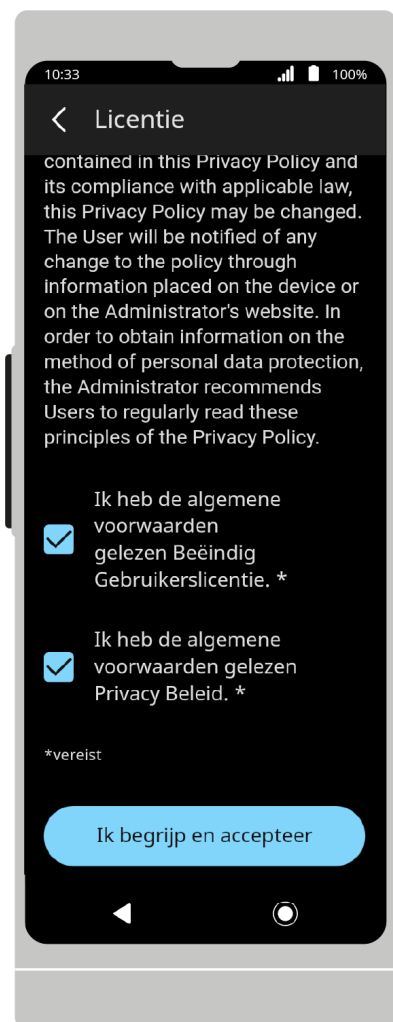 10:33
100%
Licentie
contained in this Privacy Policy and
its compliance with applicable law,
this Privacy Policy may be changed.
The User will be notified of any
change to the policy through
information placed on the device or
on the Administrator's website. In
order to obtain information on the
method of personal data protection,
the Administrator recommends
Users to regularly read these
principles of the Privacy Policy.
Ik heb de algemene
voorwaarden
gelezen Beëindig
Gebruikerslicentie. *
Ik heb de algemene
voorwaarden gelezen
Privacy Beleid. *
*vereist
Ik begrijp en accepteer